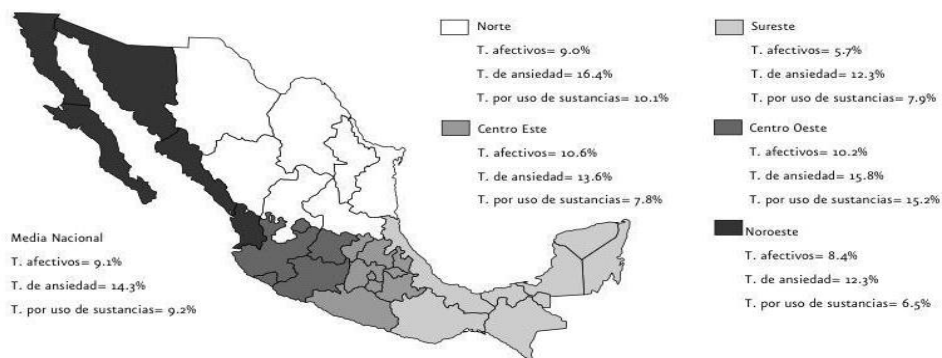 Norte
T. afectivos= 9.0%
T. de ansiedad= 16.4%
T. por uso de sustancias= 10.1%
Centro Este
T. afectivos= 10.6%
T. de ansiedad= 13.6%
T. por uso de sustancias= 7.8%
Sureste
T. afectivos= 5.7%
T. de ansiedad= 12.3%
T. por uso de sustancias= 7.9%
Centro Oeste
T. afectivos= 10.2%
T. de ansiedad= 15.8%
T. por uso de sustancias= 15.2%
Noroeste
T. afectivos= 8.4%
T. de ansiedad= 12.3%
T. por uso de sustancias= 6.5%
Media Nacional
T. afectivos= 9.1%
T. de ansiedad= 14.3%
T. por uso de sustancias= 9.2%